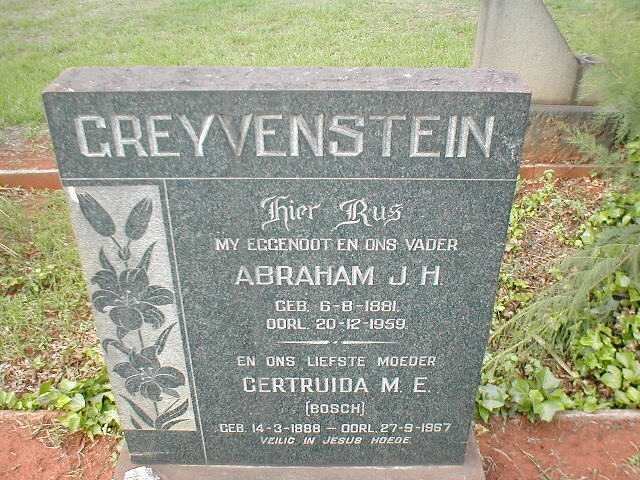 GREYVENSTEIN
Hier Rus
MY EGGENOOT EN ONS VADER
ABRAHAM J. H.
GEB. 6-8-1881.
OORL. 20-12-1959.
EN ONS LIEFSTE MOEDER
GERTRUIDA M. E.
(BOSCH)
GEB. 14-3-1888 – OORL. 27-9-1967
VEILIG IN JESUS HOEDE